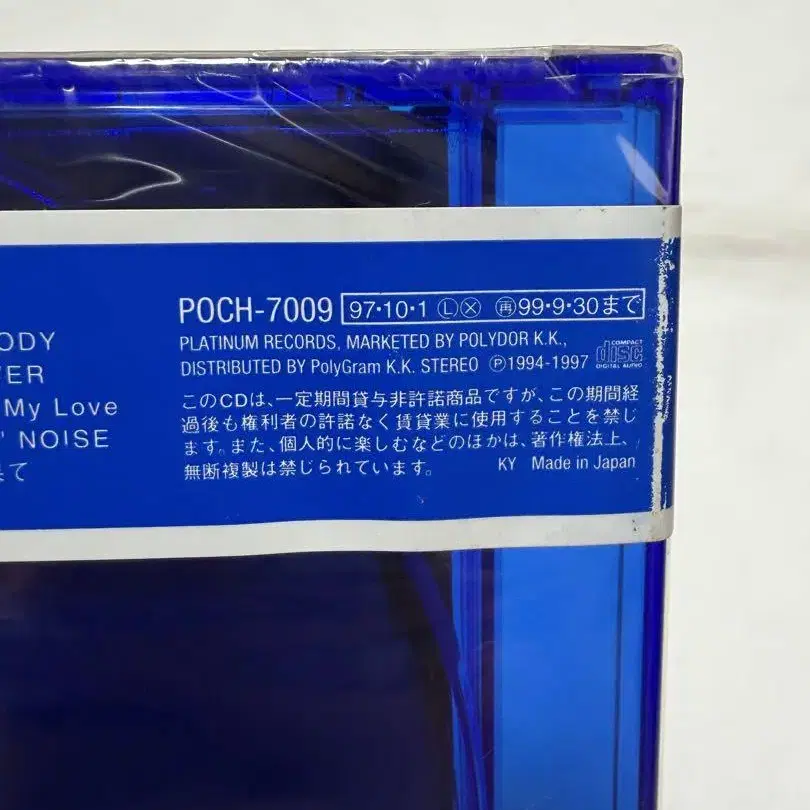 ODY
VER
My Love
' NOISE
果て
POCH-7009 97・10・1 Ⓛ Ⓧ ㊢99・9・30まで
PLATINUM RECORDS, MARKETED BY POLYDOR K.K.,
DISTRIBUTED BY PolyGram K.K. STEREO Ⓟ1994-1997
COMPACT
disc
DIGITAL AUDIO
このCDは、一定期間貸与非許諾商品ですが、この期間経
過後も権利者の許諾なく賃貸業に使用することを禁じ
ます。また、個人的に楽しむなどのほかは、著作権法上、
無断複製は禁じられています。 KY Made in Japan